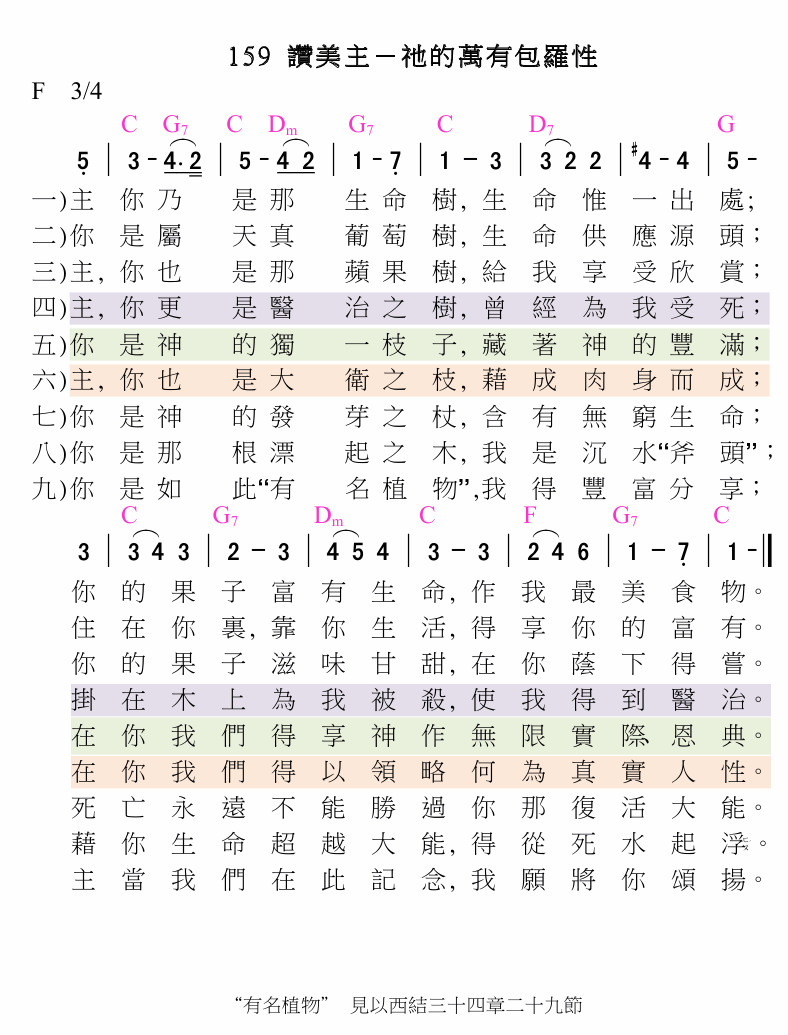 159 讚美主－祂的萬有包羅性
F 3/4
C G7 C Dm G7 C D7 G
5 | 3 - 4. 2 | 5 - 4 2 | 1 - 7 | 1 - 3 | 3 2 2 | #4 - 4 | 5 -
一)主 你乃 是那 生命樹,生命惟一出處;
二)你 是屬 天真 葡萄樹,生命供應源頭;
三)主,你也 是那 蘋果樹,給我享受欣賞;
四)主,你更 是醫 治之樹,曾經為我受死;
五)你 是神 的獨 一枝子,藏著神的豐滿;
六)主,你也 是大 衛之枝,藉成肉身而成;
七)你 是神 的發 芽之杖,含有無窮生命;
八)你 是那 根漂 起之木,我是沉水“斧頭”;
九)你 是如 此“有 名植物”,我得豐富分享;
C G7 Dm C F G7 C
3 | 3 4 3 | 2 - 3 | 4 5 4 | 3 - 3 | 2 4 6 | 1 - 7 | 1 - ||
你的果子富有生命,作我最美食物。
住在你裏,靠你生活,得享你的富有。
你的果子滋味甘甜,在你蔭下得嘗。
掛在木上為我被殺,使我得到醫治。
在你我們得享神作無限實際、恩典。
在你我們得以領略何為真實人性。
死亡永遠不能勝過你那復活大能。
藉你生命超越大能,得從死水起浮。
主當我們在此記念,我願將你頌揚。
“有名植物” 見以西結三十四章二十九節